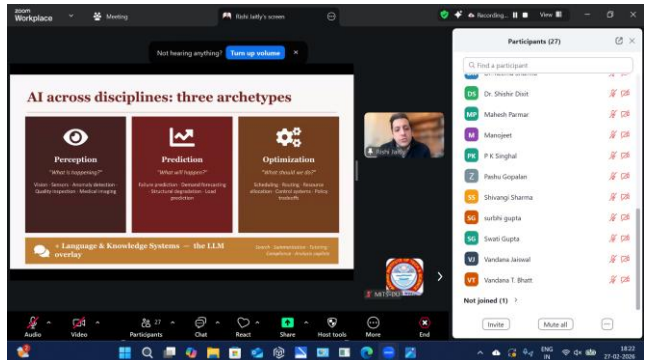 zoom
Workplace
Meeting
Rishi Jaitly's screen
Recording...
View
Not hearing anything? Turn up volume
AI across disciplines: three archetypes
Perception
"What is happening?"
Vision · Sensors · Anomaly detection ·
Quality inspection · Medical imaging
Prediction
"What will happen?"
Failure prediction · Demand forecasting
· Structural degradation · Load
prediction
Optimization
"What should we do?"
Scheduling · Routing · Resource
allocation · Control systems · Policy
tradeoffs
+ Language & Knowledge Systems — the LLM
overlay
Search · Summarization · Tutoring ·
Compliance · Analysis copilots
Rishi Jaitly
MITS-DU
Participants (27)
Find a participant
DS Dr. Shishir Dixit
MP Mahesh Parmar
M Manojeet
PK P K Singhal
Z Pashu Gopalan
SS Shivangi Sharma
SG surbhi gupta
SG Swati Gupta
VJ Vandana Jaiswal
VT Vandana T. Bhatt
Not joined (1)
Invite
Mute all
Audio
Video
27
Participants
Chat
React
Share
Host tools
More
End
ENG
IN
18:22
27-02-2026